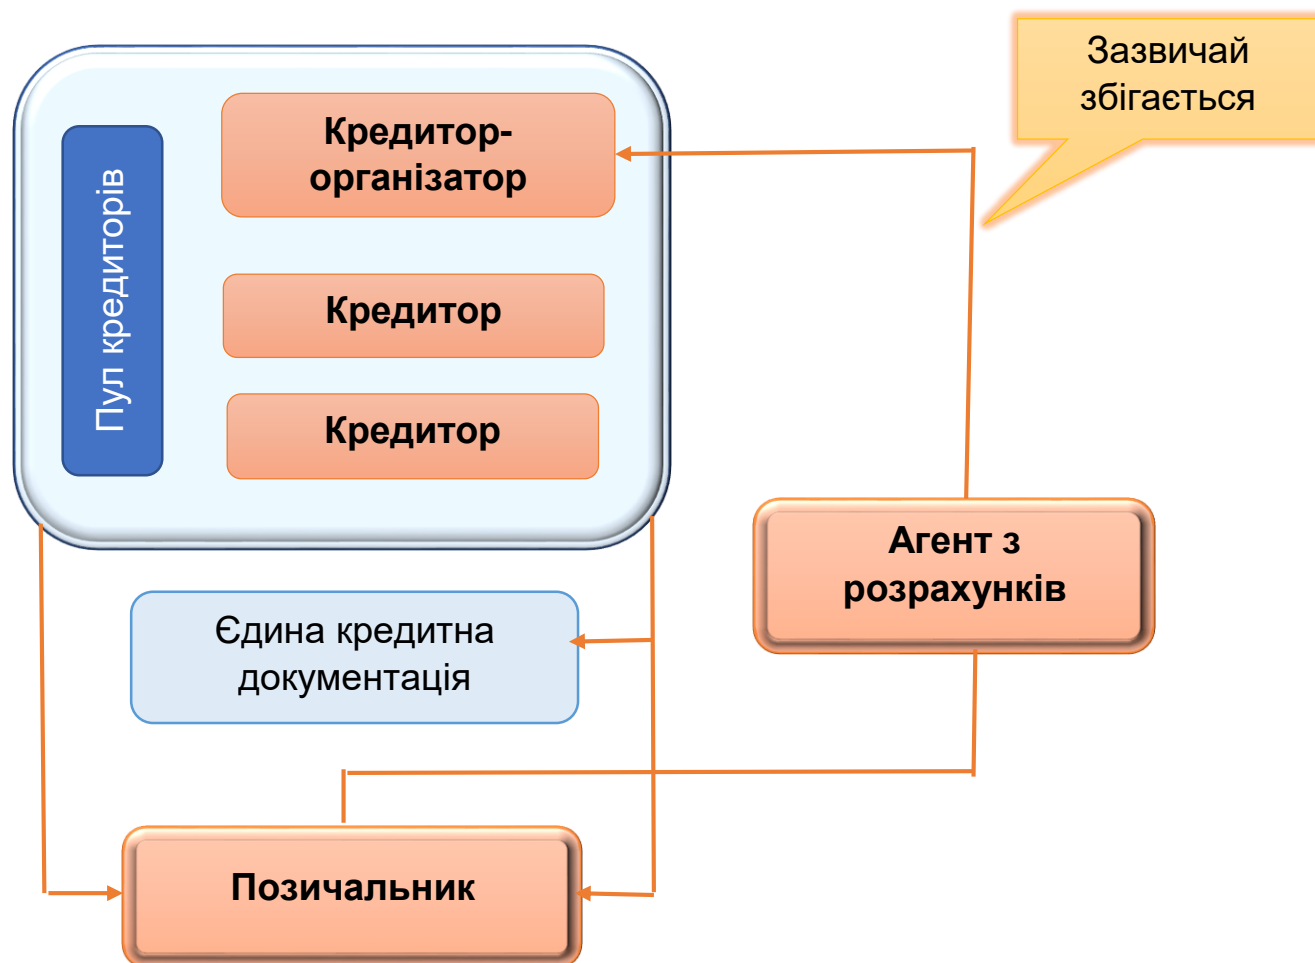 Зазвичай
збігається
Кредитор-
організатор
Пул кредиторів
Кредитор
Кредитор
Агент з
розрахунків
Єдина кредитна
документація
Позичальник